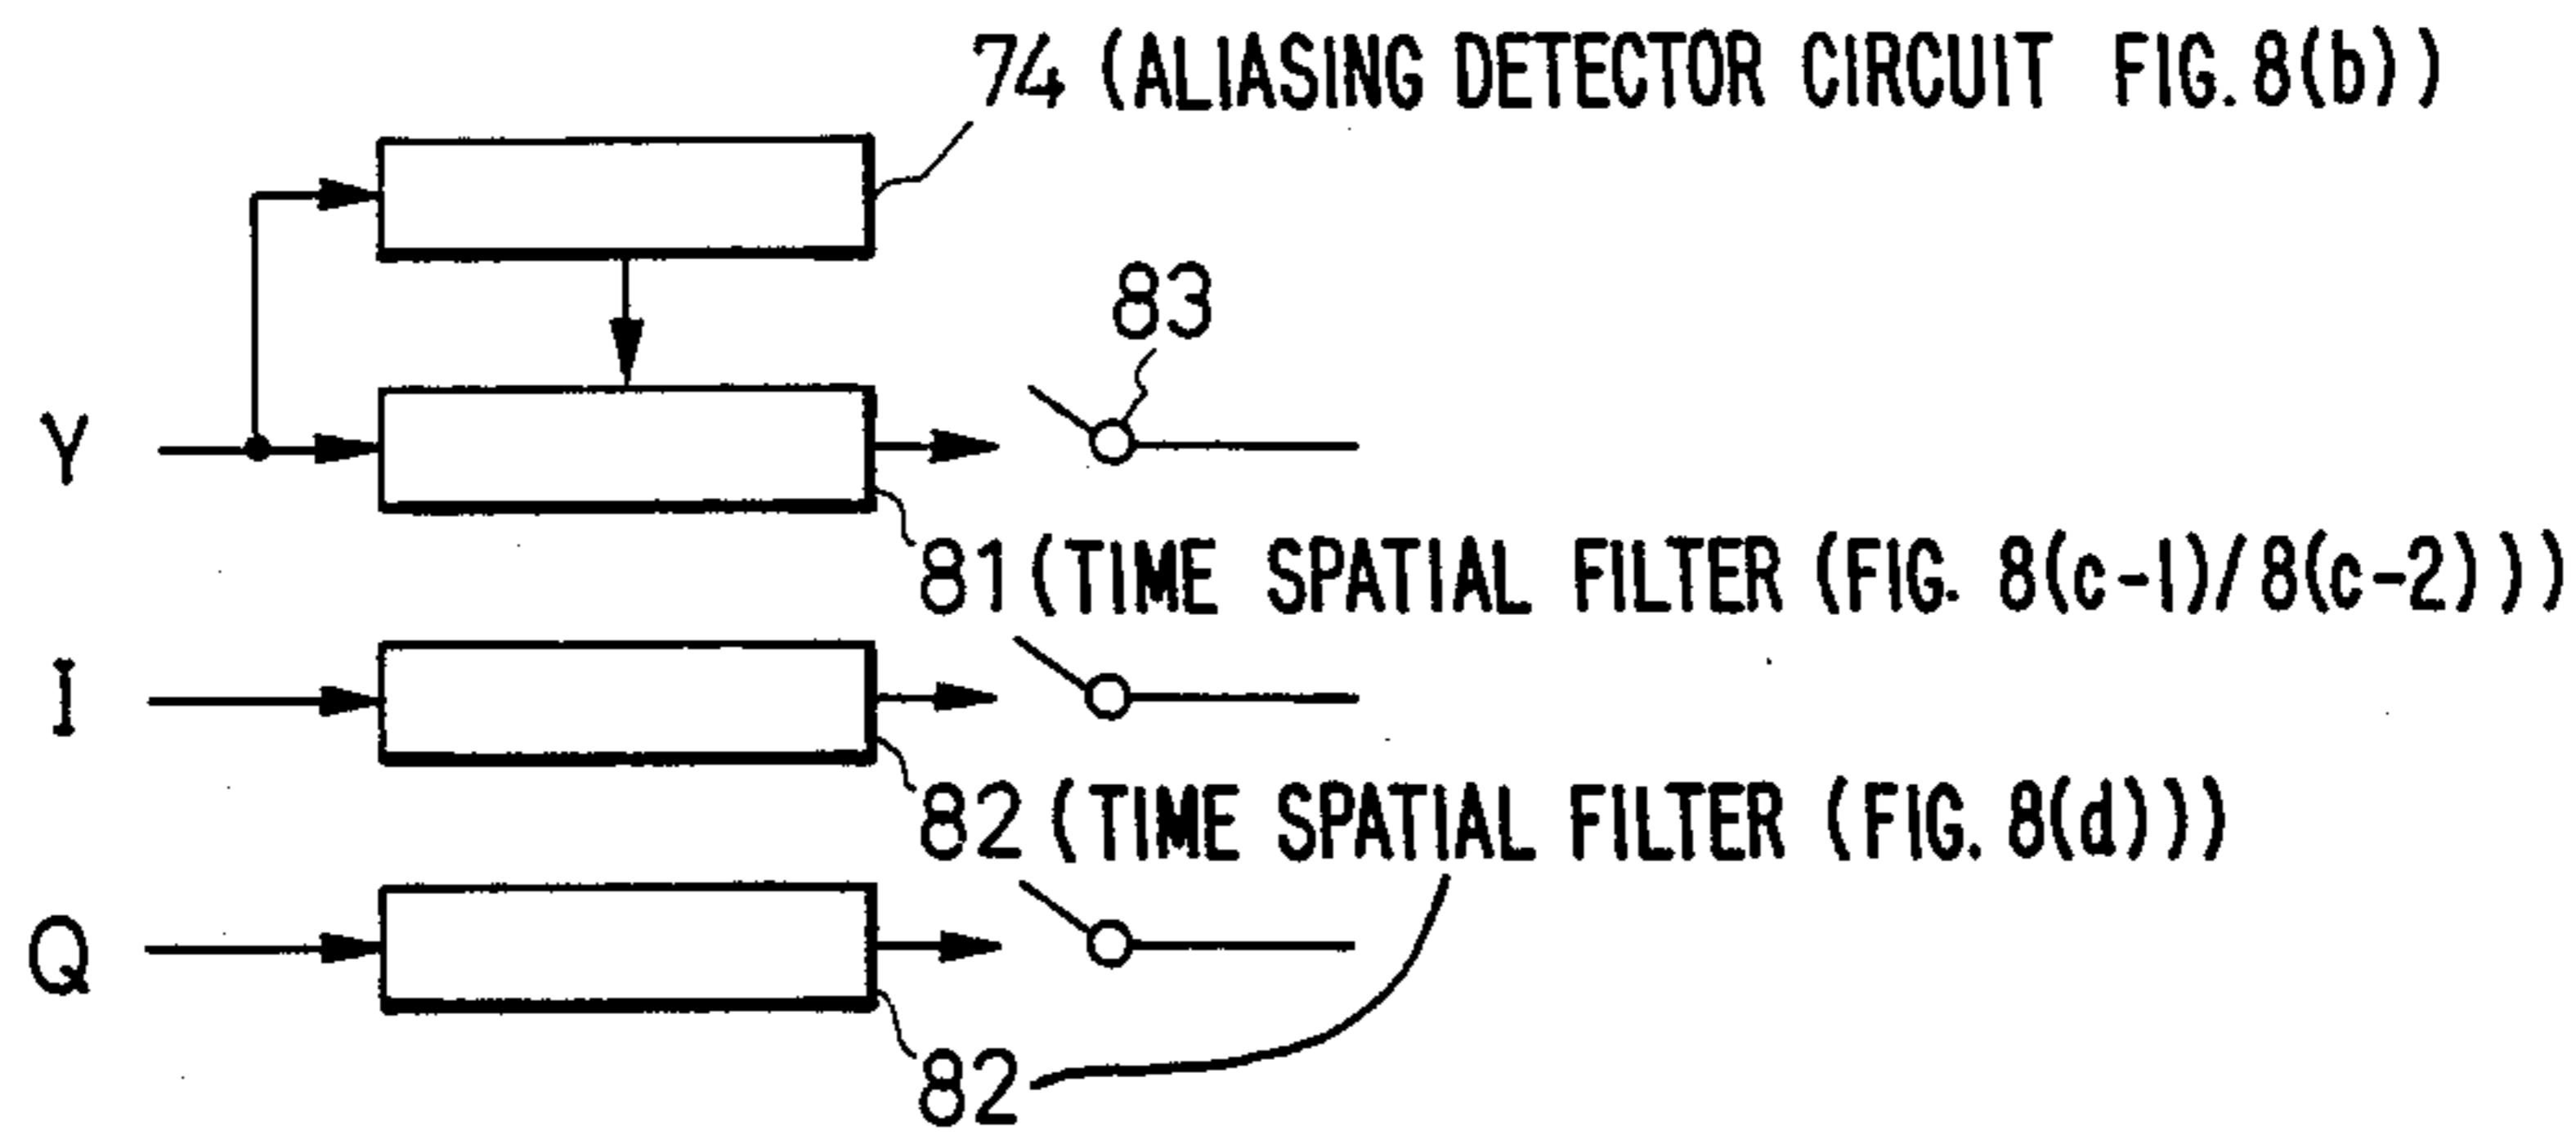 74 (ALIASING DETECTOR CIRCUIT FIG. 8(b))
83
Y
81 (TIME SPATIAL FILTER (FIG. 8(c-1)/8(c-2)))
I
82 (TIME SPATIAL FILTER (FIG. 8(d)))
Q
82